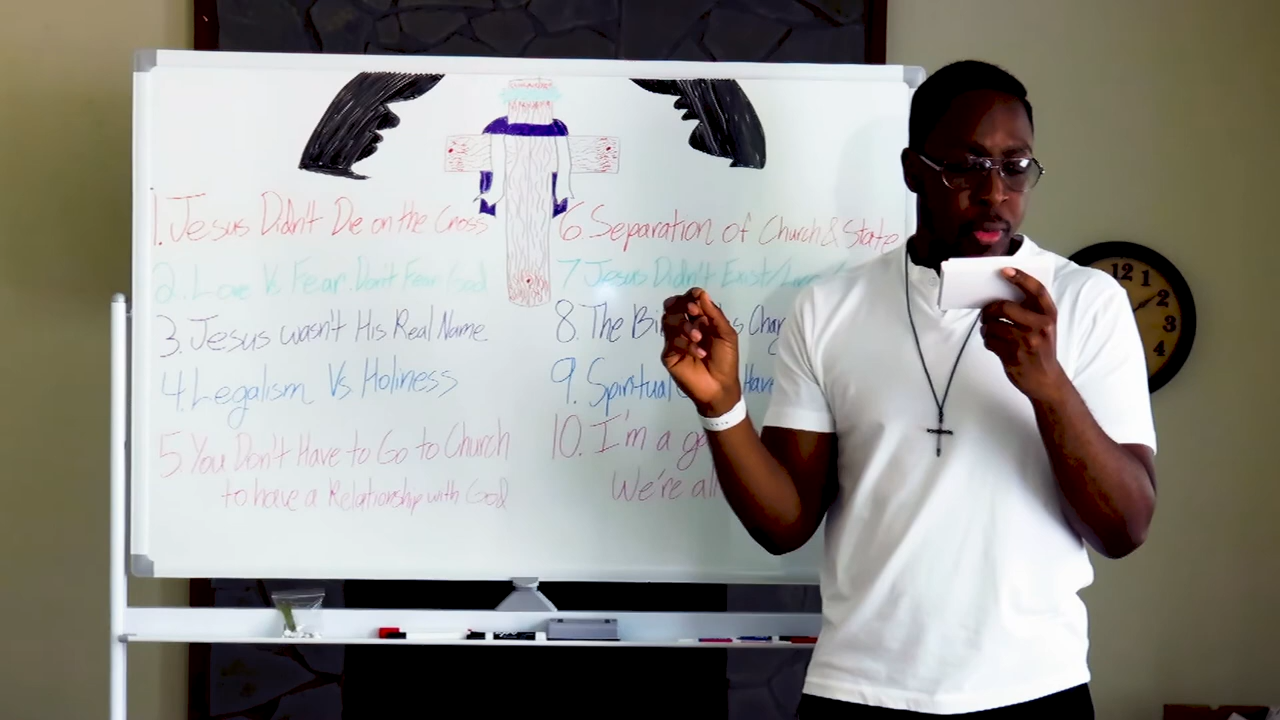 1. Jesus Didn't Die on the Cross
2. Love Vs Fear. Don't Fear God
3. Jesus wasn't His Real Name
4. Legalism Vs Holiness
5 You Don't Have to Go to Church
to have a Relationship with God
6. Separation of Church & State
7 Jesus Didn't Exist/
8. The
9. Spiritual
10. I'm a
We're all
12 1
2
3
4